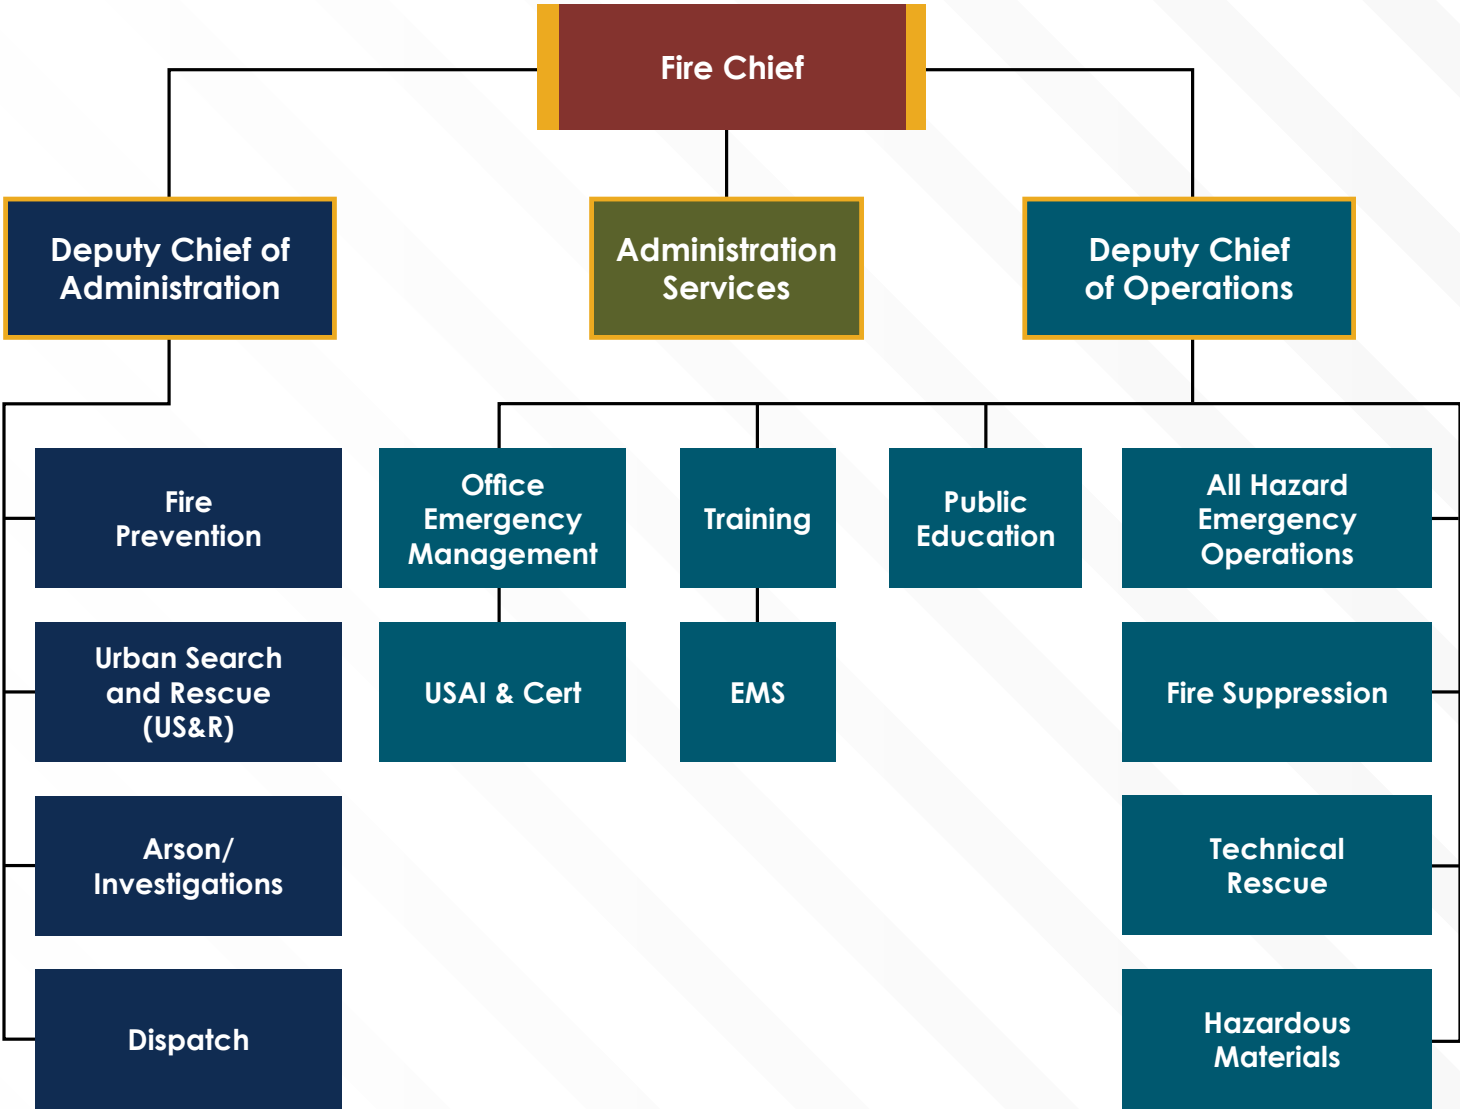 Fire Chief
Deputy Chief of
Administration
Administration
Services
Deputy Chief
of Operations
Fire
Prevention
Office
Emergency
Management
Training
Public
Education
All Hazard
Emergency
Operations
Urban Search
and Rescue
(US&R)
USAI & Cert
EMS
Fire Suppression
Arson/
Investigations
Technical
Rescue
Dispatch
Hazardous
Materials